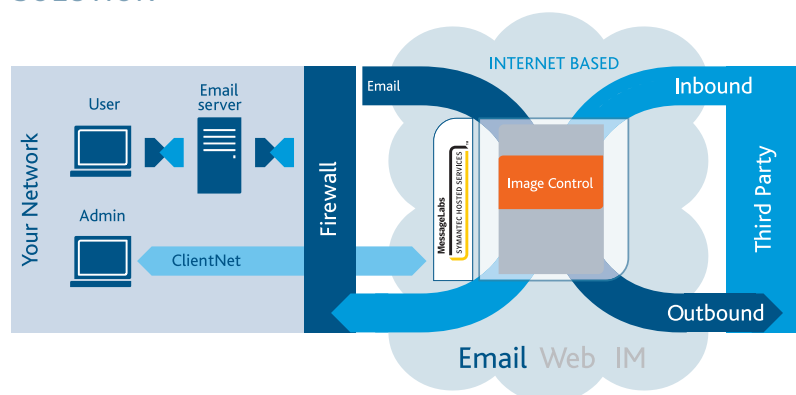 INTERNET BASED
Your Network
User
Email
server
Admin
ClientNet
Firewall
Email
MessageLabs
SYMANTEC HOSTED SERVICES
™
Image Control
Inbound
Third Party
Outbound
Email Web IM